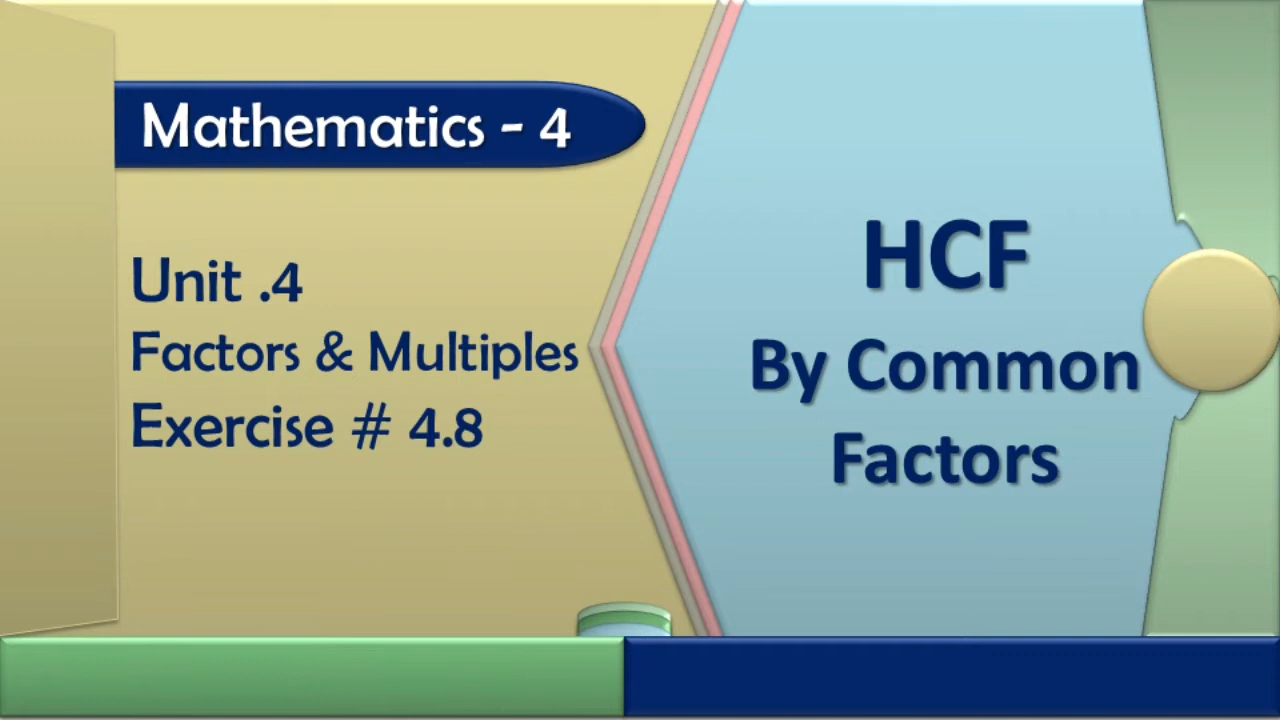 Mathematics - 4
Unit .4
Factors & Multiples
Exercise # 4.8
HCF
By Common
Factors